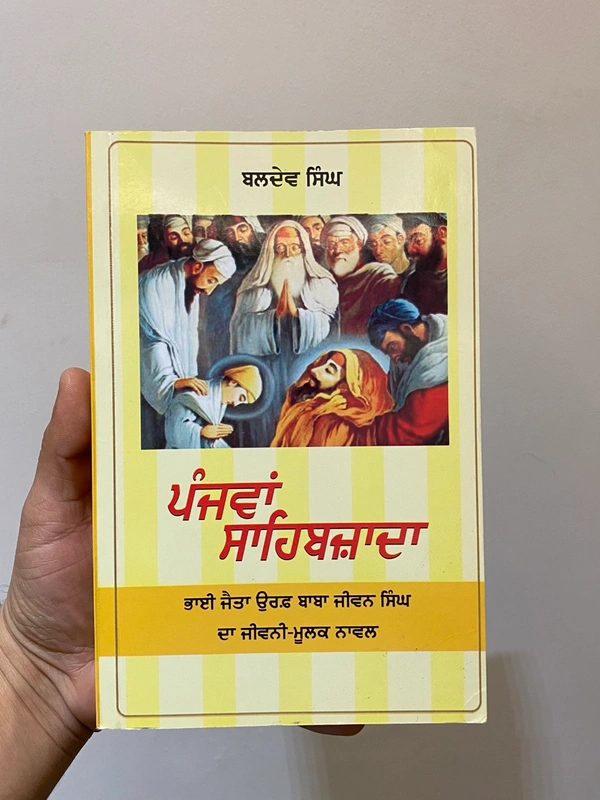 ਬਲਦੇਵ ਸਿੰਘ
ਪੰਜਵਾਂ
ਸਾਹਿਬਜ਼ਾਦਾ
ਭਾਈ ਜੈਤਾ ਉਰਫ਼ ਬਾਬਾ ਜੀਵਨ ਸਿੰਘ
ਦਾ ਜੀਵਨੀ-ਮੂਲਕ ਨਾਵਲ